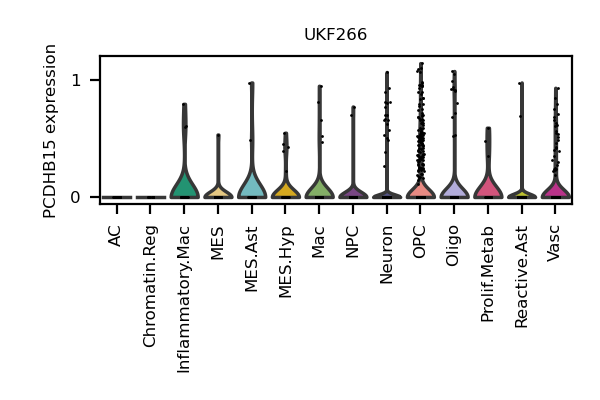 UKF266
PCDHB15 expression
1
0
AC
Chromatin.Reg
Inflammatory.Mac
MES
MES.Ast
MES.Hyp
Mac
NPC
Neuron
OPC
Oligo
Prolif.Metab
Reactive.Ast
Vasc